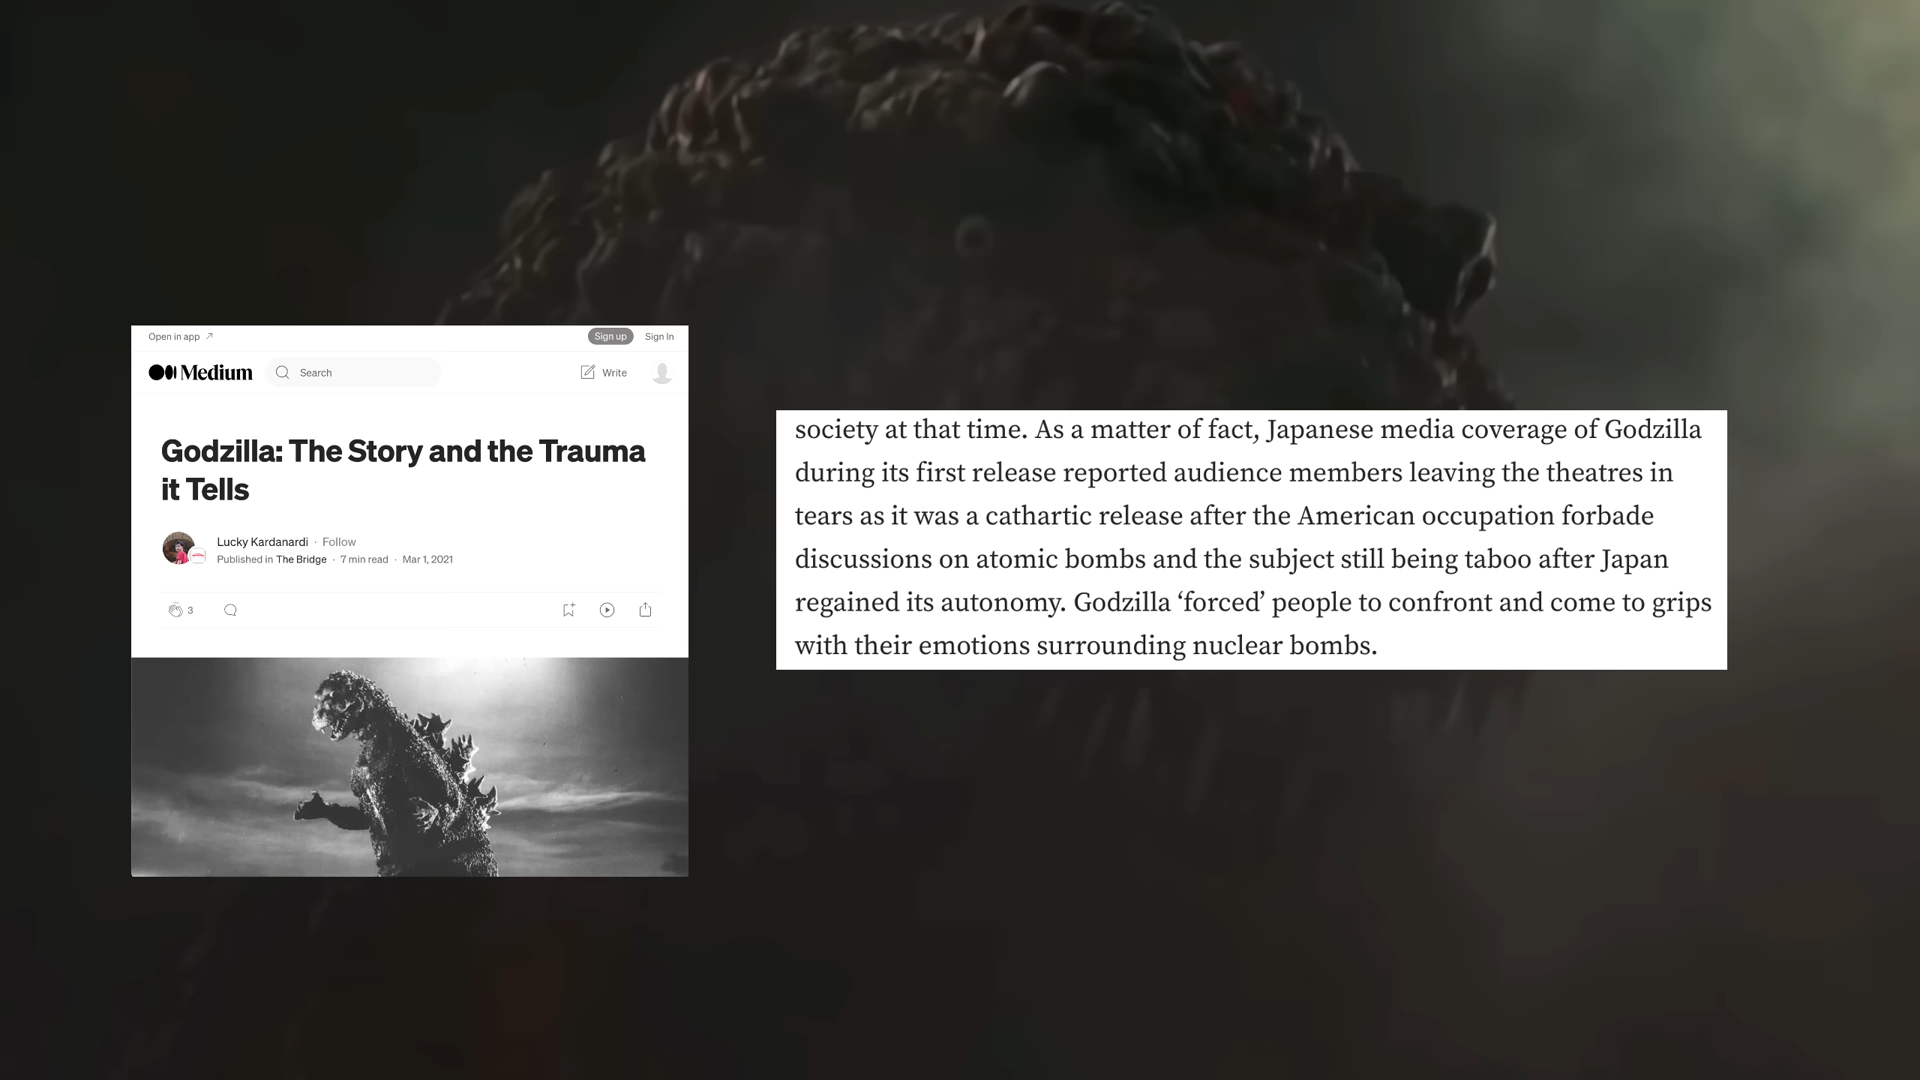 Open in app
Sign up
Sign In
Medium
Search
Write
Godzilla: The Story and the Trauma
it Tells
Lucky Kardanardi · Follow
Published in The Bridge · 7 min read · Mar 1, 2021
3
society at that time. As a matter of fact, Japanese media coverage of Godzilla
during its first release reported audience members leaving the theatres in
tears as it was a cathartic release after the American occupation forbade
discussions on atomic bombs and the subject still being taboo after Japan
regained its autonomy. Godzilla ‘forced’ people to confront and come to grips
with their emotions surrounding nuclear bombs.